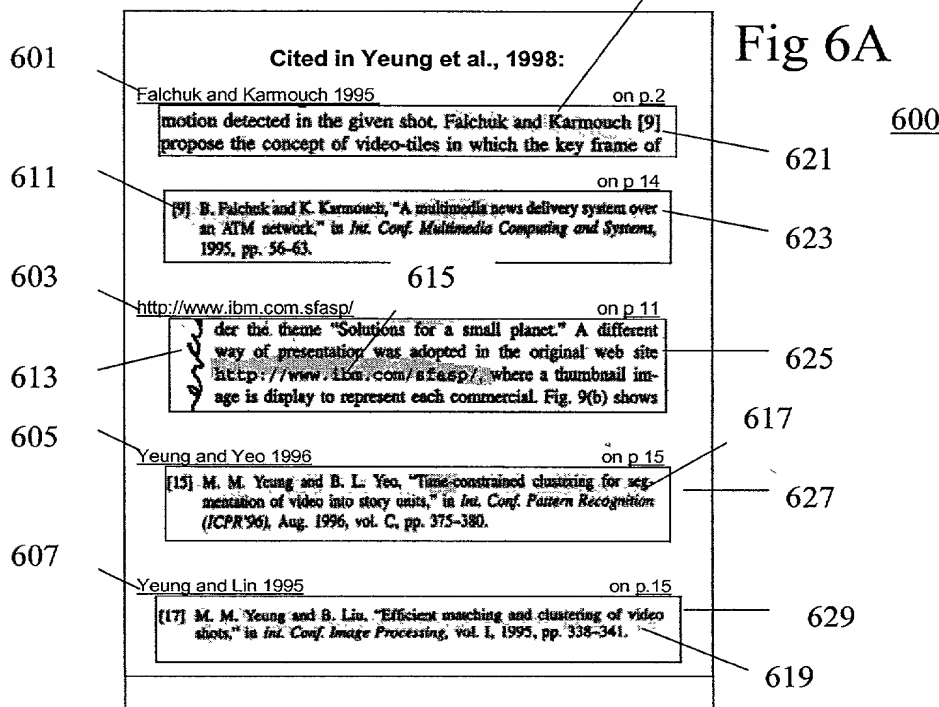 Fig 6A
600
Cited in Yeung et al., 1998:
601
Falchuk and Karmouch 1995 on p.2
motion detected in the given shot. Falchuk and Karmouch [9]
propose the concept of video-tiles in which the key frame of
621
611
on p 14
[9] B. Falchuk and K. Karmouch, "A multimedia news delivery system over
an ATM network," in Int. Conf. Multimedia Computing and Systems,
1995, pp. 56–63.
623
615
603
http://www.ibm.com.sfasp/ on p 11
der the theme "Solutions for a small planet." A different
way of presentation was adopted in the original web site
http://www.ibm.com/sfasp/, where a thumbnail im-
age is display to represent each commercial. Fig. 9(b) shows
613
625
605
617
Yeung and Yeo 1996 on p 15
[15] M. M. Yeung and B. L. Yeo, "Time-constrained clustering for seg-
mentation of video into story units," in Int. Conf. Pattern Recognition
(ICPR'96), Aug. 1996, vol. C, pp. 375–380.
627
607
Yeung and Lin 1995 on p.15
[17] M. M. Yeung and B. Liu, "Efficient matching and clustering of video
shots," in Int. Conf. Image Processing, vol. I, 1995, pp. 338–341.
629
619